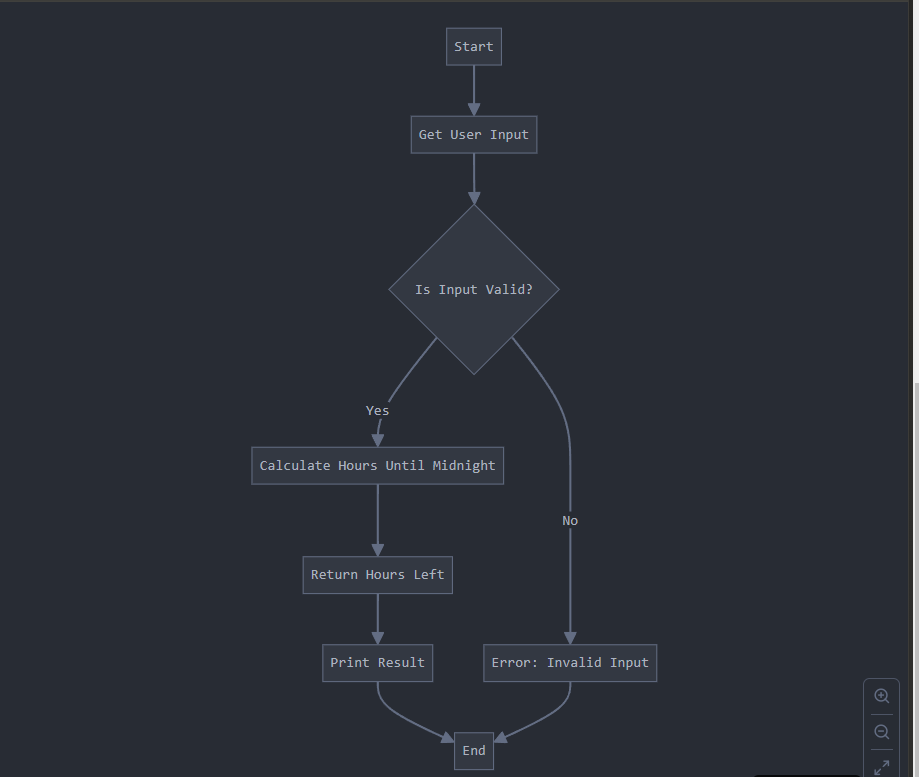 Start
Get User Input
Is Input Valid?
Yes
Calculate Hours Until Midnight
No
Return Hours Left
Print Result
Error: Invalid Input
End